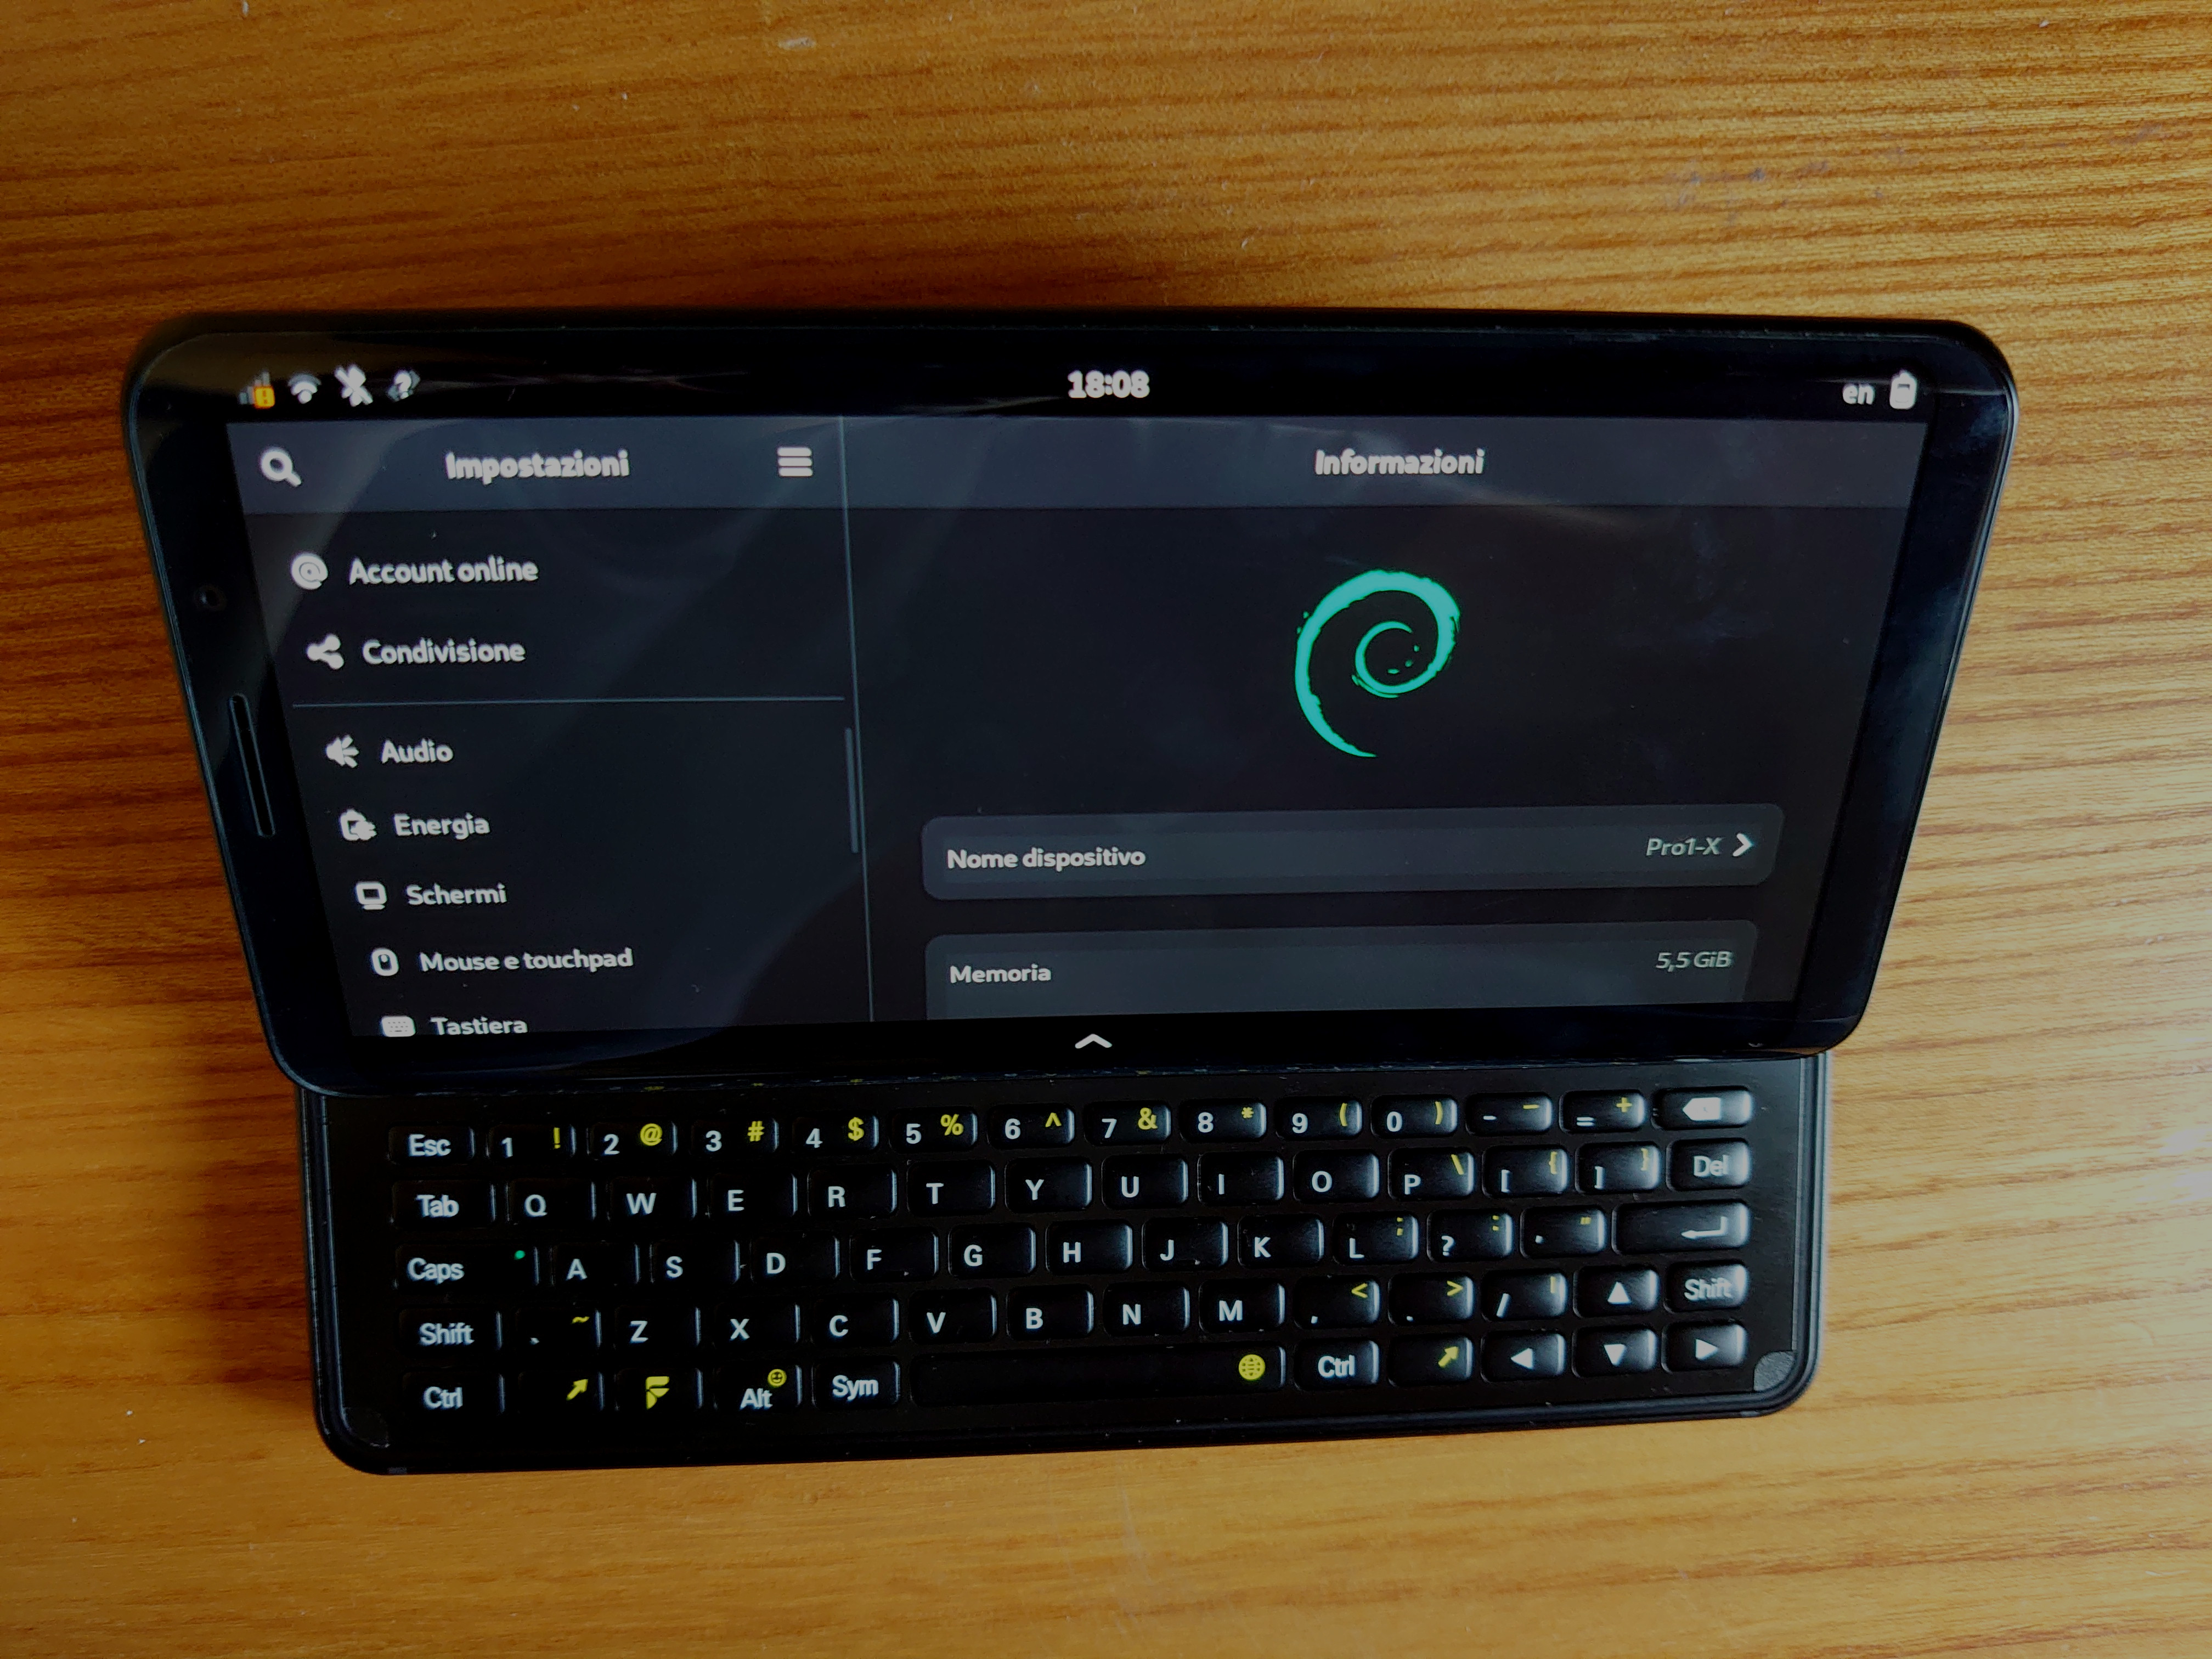 18:08 en
Impostazioni
Informazioni
Account online
Condivisione
Audio
Energia
Schermi
Mouse e touchpad
Tastiera
Nome dispositivo Pro1-X
Memoria 5,5 GiB
Esc 1 ! 2 @ 3 # 4 $ 5 % 6 ^ 7 & 8 * 9 ( 0 ) - _ = +
Tab Q W E R T Y U I O P \ [ { ] } Del
Caps A S D F G H J K L ; ? : ' "
Shift ` ~ Z X C V B N M , < . > / | Shift
Ctrl Alt Sym Ctrl